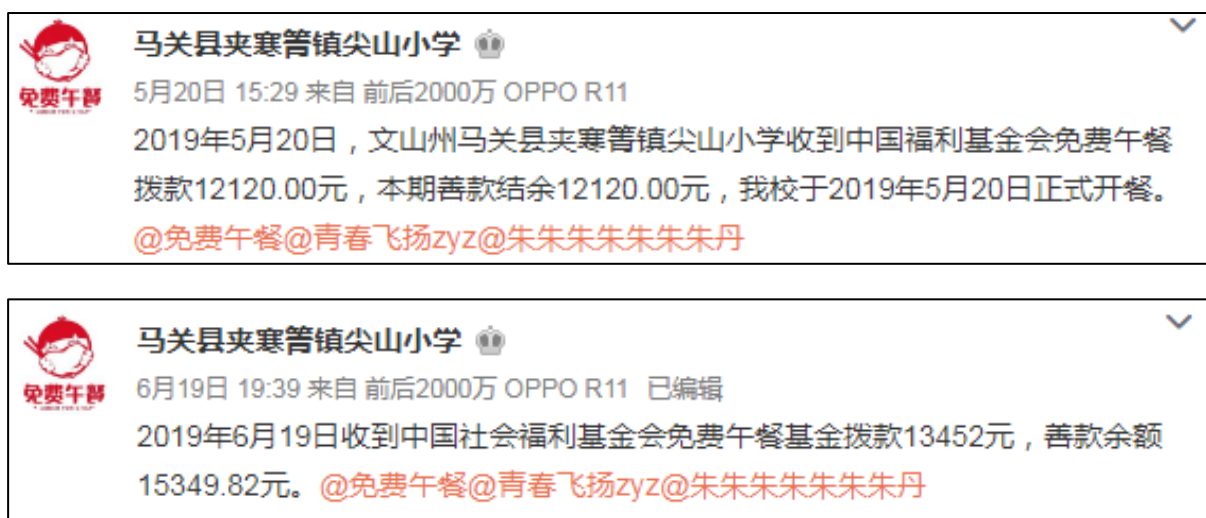 马关县夹寒箐镇尖山小学
免费午餐
5月20日 15:29 来自 前后2000万 OPPO R11
2019年5月20日，文山州马关县夹寒箐镇尖山小学收到中国福利基金会免费午餐
拨款12120.00元，本期善款结余12120.00元，我校于2019年5月20日正式开餐。
@免费午餐@青春飞扬zyz@朱朱朱朱朱朱朱丹
马关县夹寒箐镇尖山小学
免费午餐
6月19日 19:39 来自 前后2000万 OPPO R11 已编辑
2019年6月19日收到中国社会福利基金会免费午餐基金拨款13452元，善款余额
15349.82元。@免费午餐@青春飞扬zyz@朱朱朱朱朱朱朱丹